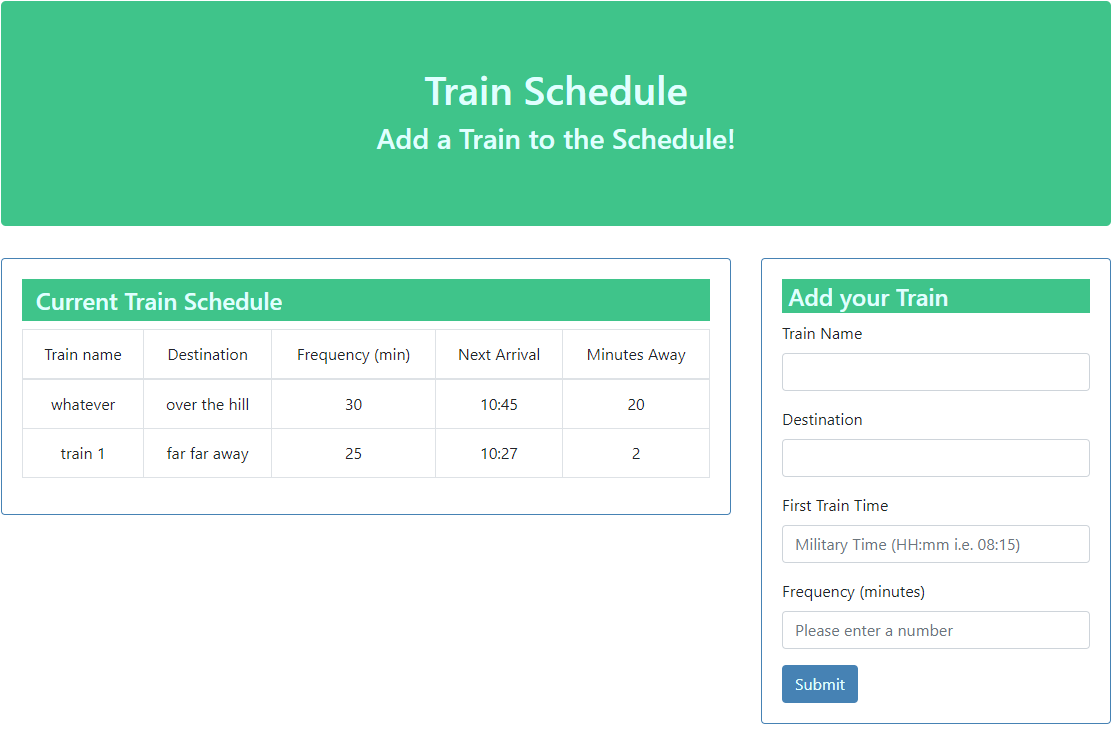 Train Schedule
Add a Train to the Schedule!
Current Train Schedule
Train name Destination Frequency (min) Next Arrival Minutes Away
whatever over the hill 30 10:45 20
train 1 far far away 25 10:27 2
Add your Train
Train Name
Destination
First Train Time
Military Time (HH:mm i.e. 08:15)
Frequency (minutes)
Please enter a number
Submit